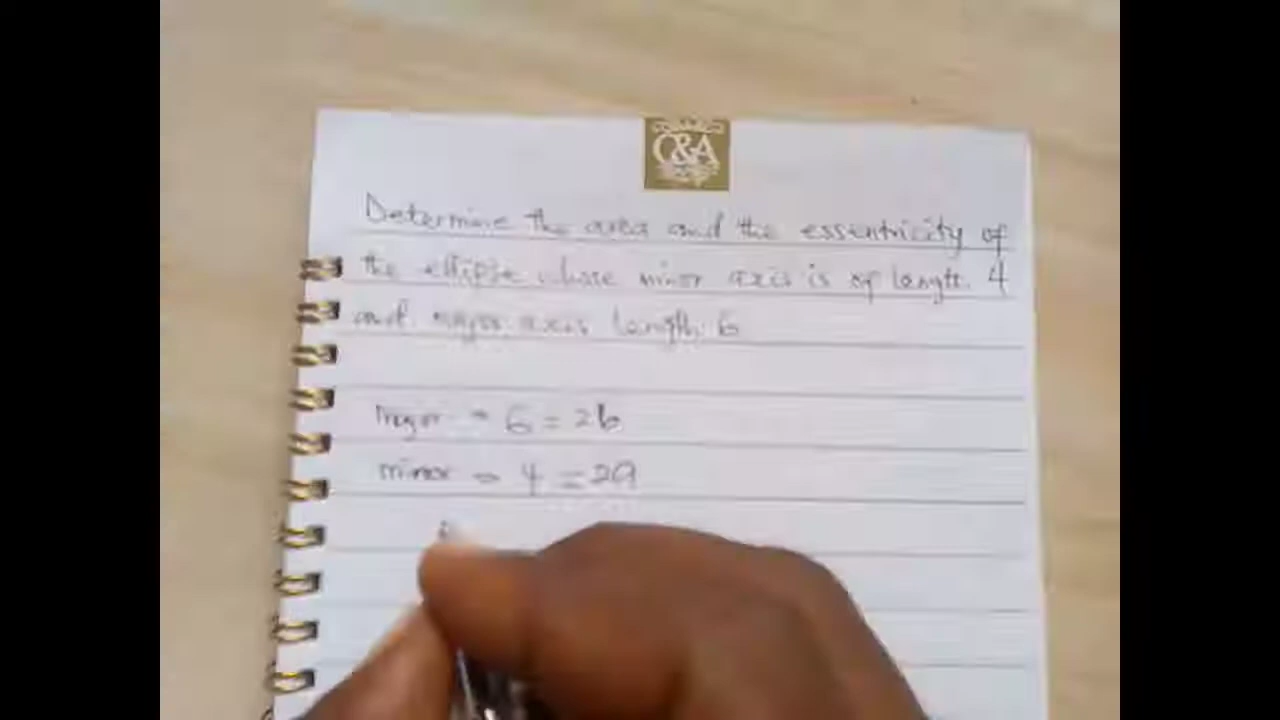 C&A
Determine the area and the essentricity of
the ellipse whose minor axis is of length 4
and major axis length 6
major = 6 = 2b
minor = 4 = 2a